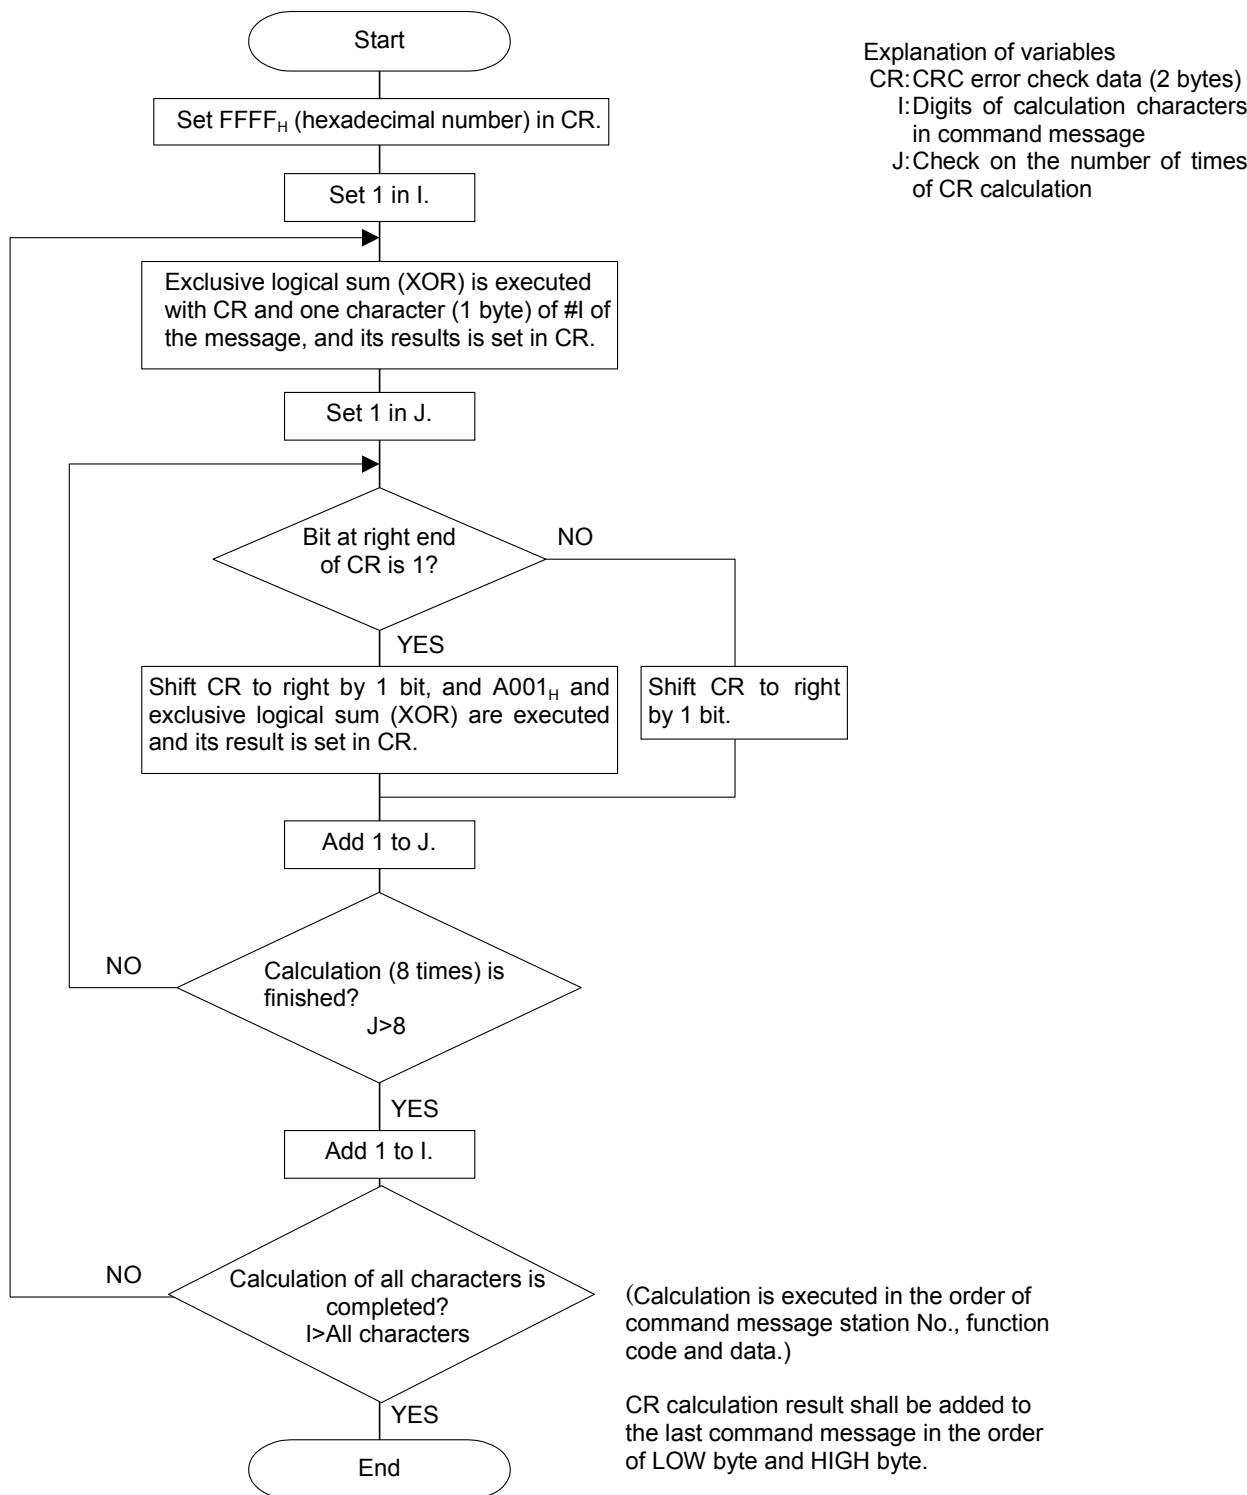 Start
Explanation of variables
CR:CRC error check data (2 bytes)
I:Digits of calculation characters
in command message
J:Check on the number of times
of CR calculation
Set FFFFH (hexadecimal number) in CR.
Set 1 in I.
Exclusive logical sum (XOR) is executed
with CR and one character (1 byte) of #I of
the message, and its results is set in CR.
Set 1 in J.
Bit at right end
of CR is 1?
NO
YES
Shift CR to right by 1 bit, and A001H and
exclusive logical sum (XOR) are executed
and its result is set in CR.
Shift CR to right
by 1 bit.
Add 1 to J.
NO
Calculation (8 times) is
finished?
J>8
YES
Add 1 to I.
NO
Calculation of all characters is
completed?
I>All characters
YES
End
(Calculation is executed in the order of
command message station No., function
code and data.)
CR calculation result shall be added to
the last command message in the order
of LOW byte and HIGH byte.